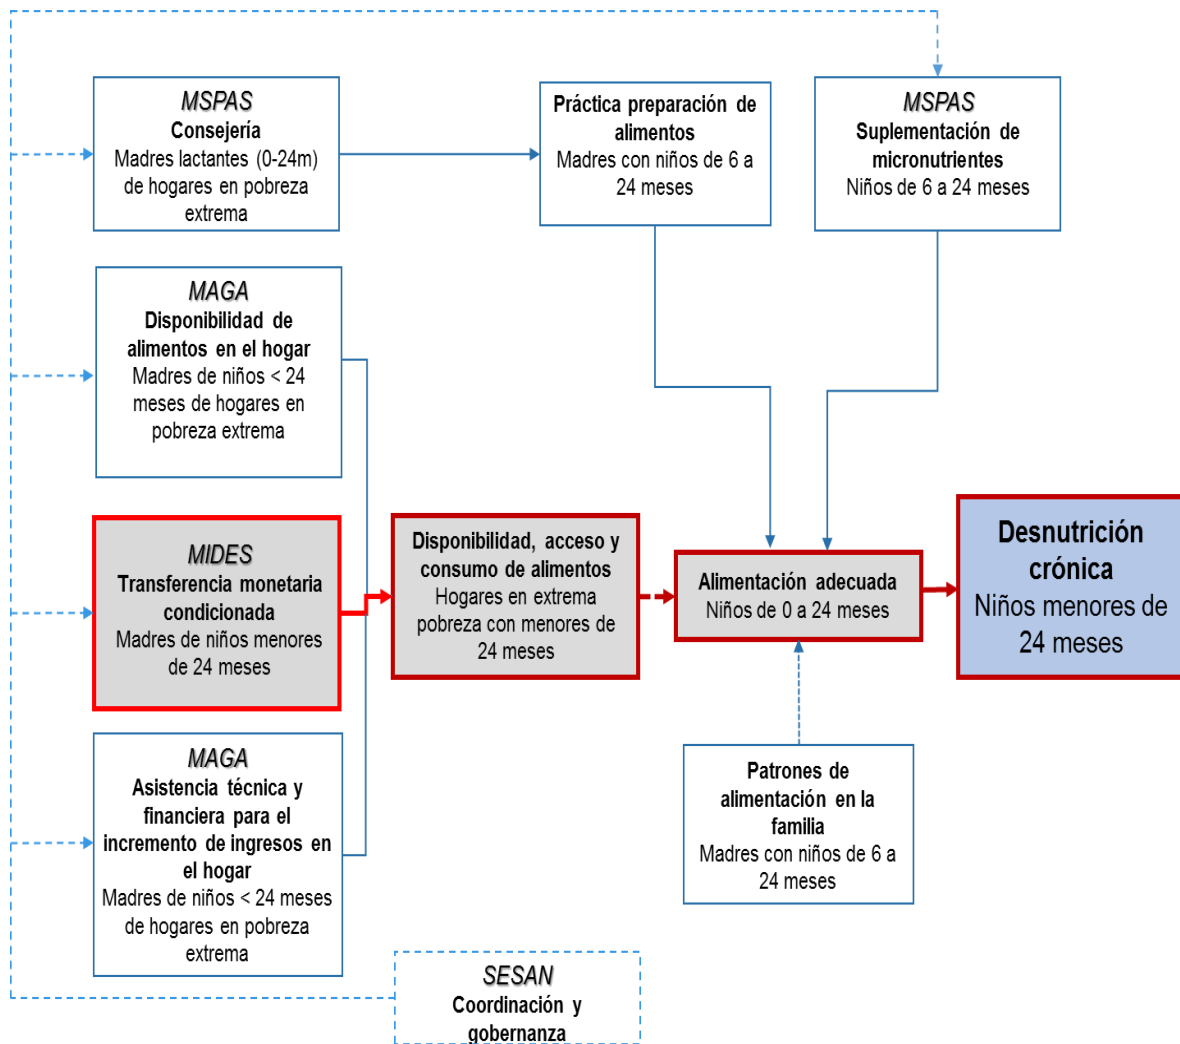 MSPAS
Consejería
Madres lactantes (0-24m)
de hogares en pobreza
extrema
Práctica preparación de
alimentos
Madres con niños de 6 a
24 meses
MSPAS
Suplementación de
micronutrientes
Niños de 6 a 24 meses
MAGA
Disponibilidad de
alimentos en el hogar
Madres de niños < 24
meses de hogares en
pobreza extrema
MIDES
Transferencia monetaria
condicionada
Madres de niños menores
de 24 meses
Disponibilidad, acceso y
consumo de alimentos
Hogares en extrema
pobreza con menores de
24 meses
Alimentación adecuada
Niños de 0 a 24 meses
Desnutrición
crónica
Niños menores de
24 meses
MAGA
Asistencia técnica y
financiera para el
incremento de ingresos en
el hogar
Madres de niños < 24 meses
de hogares en pobreza
extrema
Patrones de
alimentación en la
familia
Madres con niños de 6 a
24 meses
SESAN
Coordinación y
gobernanza